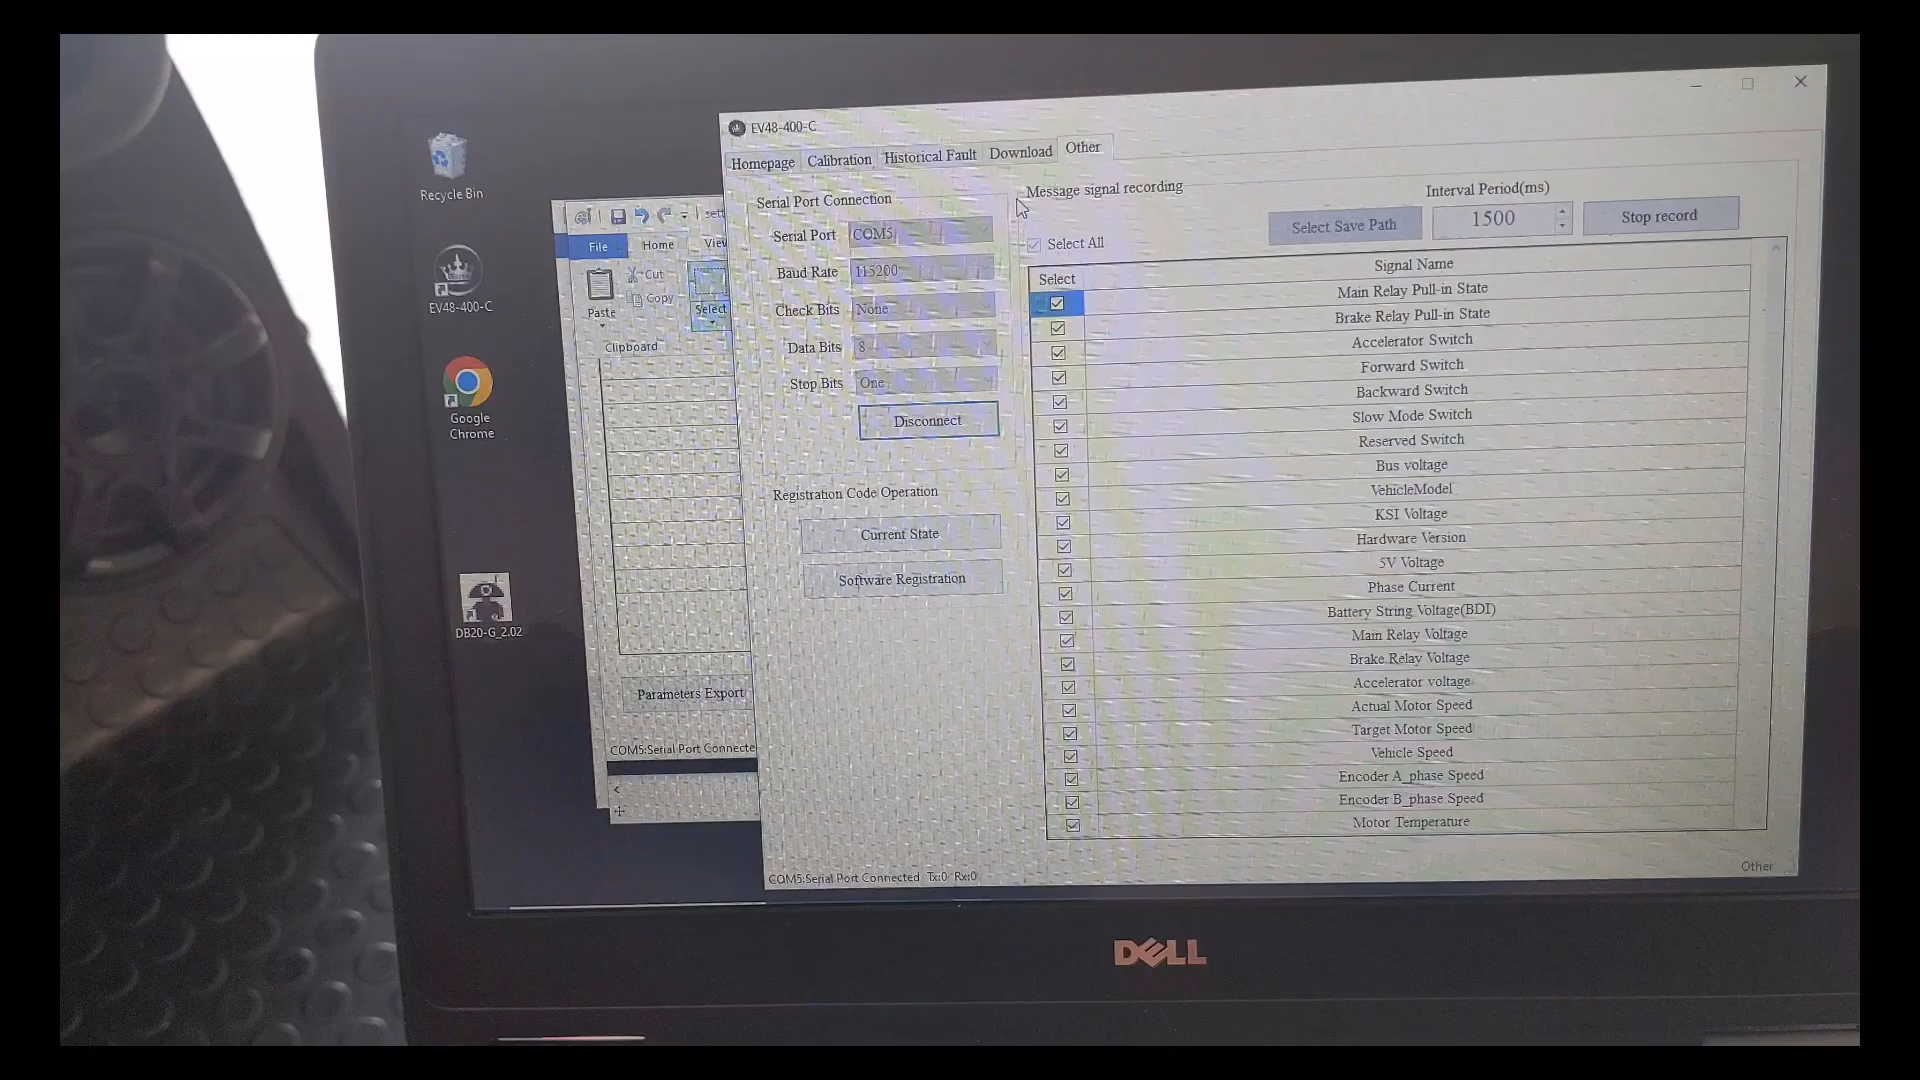 Recycle Bin
EV48-400-C
Google
Chrome
DB20-G_2.02
File
Home
View
Paste
Cut
Copy
Select
Clipboard
Parameters Export
COM5:Serial Port Connecte
EV48-400-C
Homepage
Calibration
Historical Fault
Download
Other
Serial Port Connection
Serial Port COM5
Baud Rate 115200
Check Bits None
Data Bits 8
Stop Bits One
Disconnect
Registration Code Operation
Current State
Software Registration
Message signal recording
Select All
Select Save Path
Interval Period(ms)
1500
Stop record
Select
Signal Name
Main Relay Pull-in State
Brake Relay Pull-in State
Accelerator Switch
Forward Switch
Backward Switch
Slow Mode Switch
Reserved Switch
Bus voltage
VehicleModel
KSI Voltage
Hardware Version
5V Voltage
Phase Current
Battery String Voltage(BDI)
Main Relay Voltage
Brake Relay Voltage
Accelerator voltage
Actual Motor Speed
Target Motor Speed
Vehicle Speed
Encoder A_phase Speed
Encoder B_phase Speed
Motor Temperature
COM5:Serial Port Connected Tx:0 Rx:0
Other
DELL